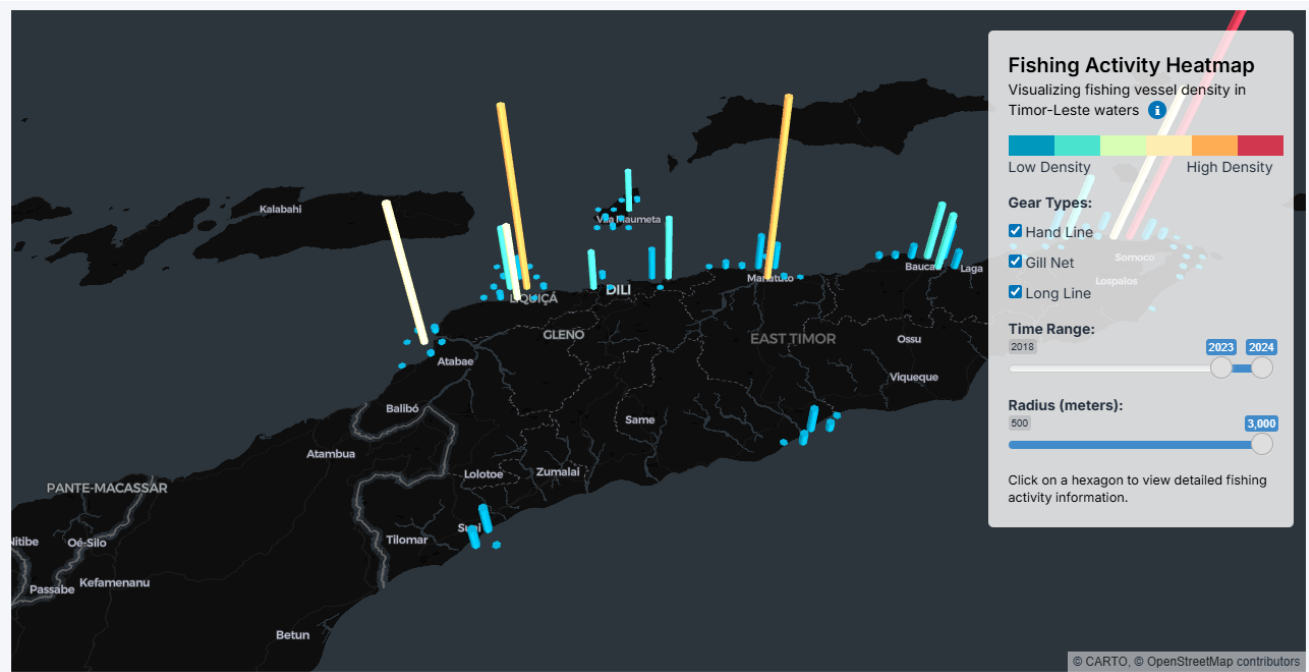 Fishing Activity Heatmap
Visualizing fishing vessel density in
Timor-Leste waters
Low Density
High Density
Gear Types:
Hand Line
Gill Net
Long Line
Time Range:
2018
2023
2024
Radius (meters):
500
3,000
Click on a hexagon to view detailed fishing
activity information.
Kalabahi
Vila Maumeta
LIQUIÇÁ
DILI
Manatuto
Laga
Somoco
Lospalos
GLENO
EAST TIMOR
Ossu
Atabae
Viqueque
Balibó
Same
Atambua
Lolotoe
Zumalai
PANTE-MACASSAR
Tilomar
Oé-Silo
Passabe
Kefamenanu
Betun
© CARTO, © OpenStreetMap contributors